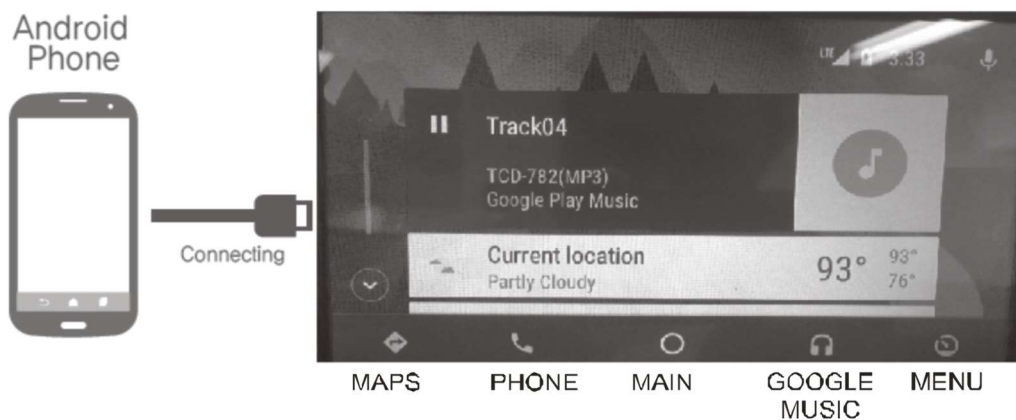 Android
Phone
Connecting
LTE 3:33
Track04
TCD-782(MP3)
Google Play Music
Current location
Partly Cloudy
93°
93°
76°
MAPS PHONE MAIN GOOGLE MUSIC MENU